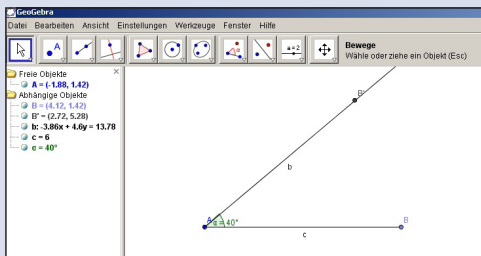 GeoGebra
Datei Bearbeiten Ansicht Einstellungen Werkzeuge Fenster Hilfe
A
α
a=2
Bewege
Wähle oder ziehe ein Objekt (Esc)
Freie Objekte
A = (-1.88, 1.42)
Abhängige Objekte
B = (4.12, 1.42)
B' = (2.72, 5.28)
b: -3.86x + 4.6y = 13.78
c = 6
α = 40°
B'
b
A
α = 40°
B
c